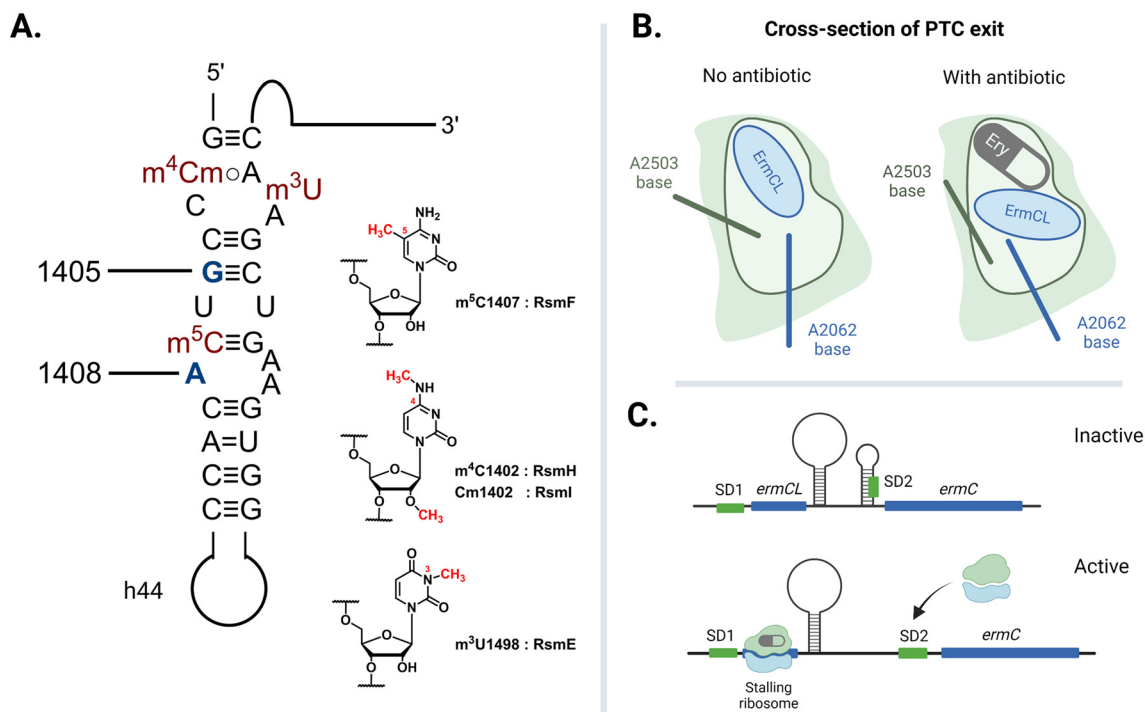 A.
5'
3'
G≡C
m⁴Cm○A
m³U
C
A
C≡G
1405
G≡C
U
U
m⁵C≡G
A
A
1408
A
C≡G
A=U
C≡G
C≡G
h44
NH₂
H₃C
5
N
N
O
O
O
O
OH
m⁵C1407 : RsmF
H₃C
NH
4
N
N
O
O
O
O
O
CH₃
m⁴C1402 : RsmH
Cm1402 : RsmI
O
3
N
CH₃
N
O
O
O
O
OH
m³U1498 : RsmE
B.
Cross-section of PTC exit
No antibiotic
With antibiotic
A2503
base
ErmCL
A2062
base
A2503
base
Ery
ErmCL
A2062
base
C.
Inactive
SD1
ermCL
SD2
ermC
Active
SD1
SD2
ermC
Stalling
ribosome